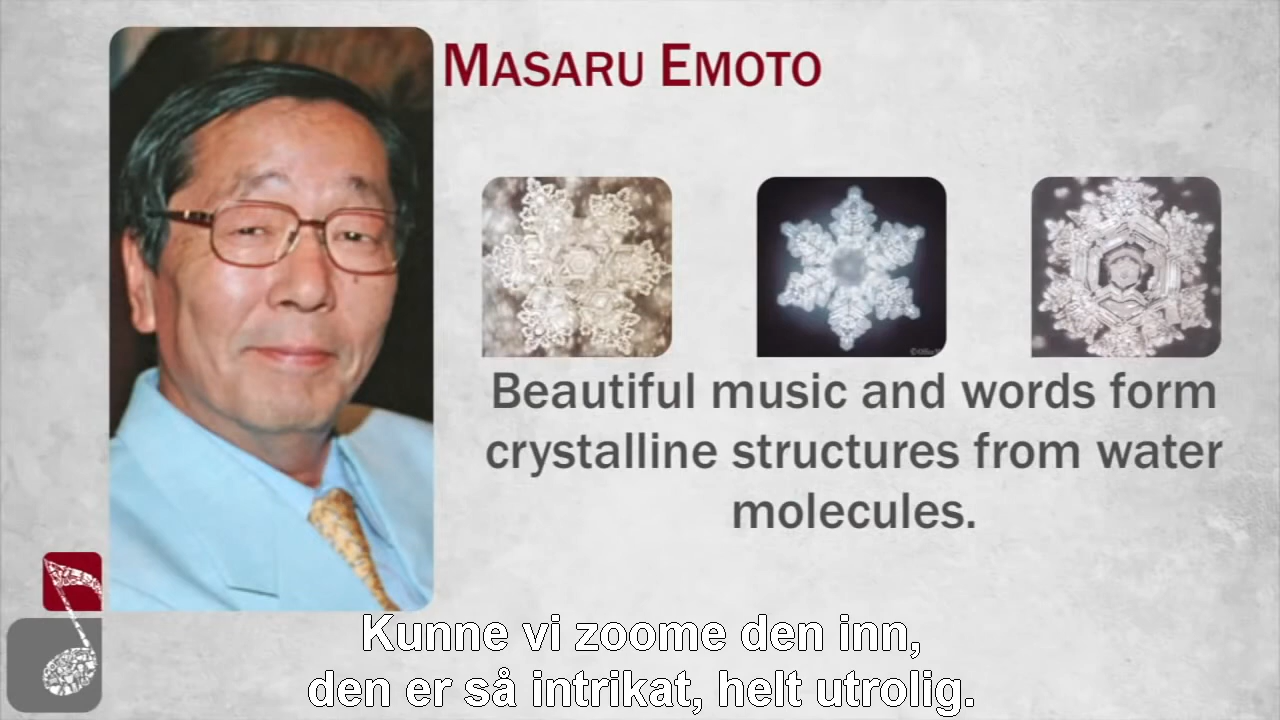 MASARU EMOTO
Beautiful music and words form
crystalline structures from water
molecules.
Kunne vi zoome den inn,
den er så intrikat, helt utrolig.